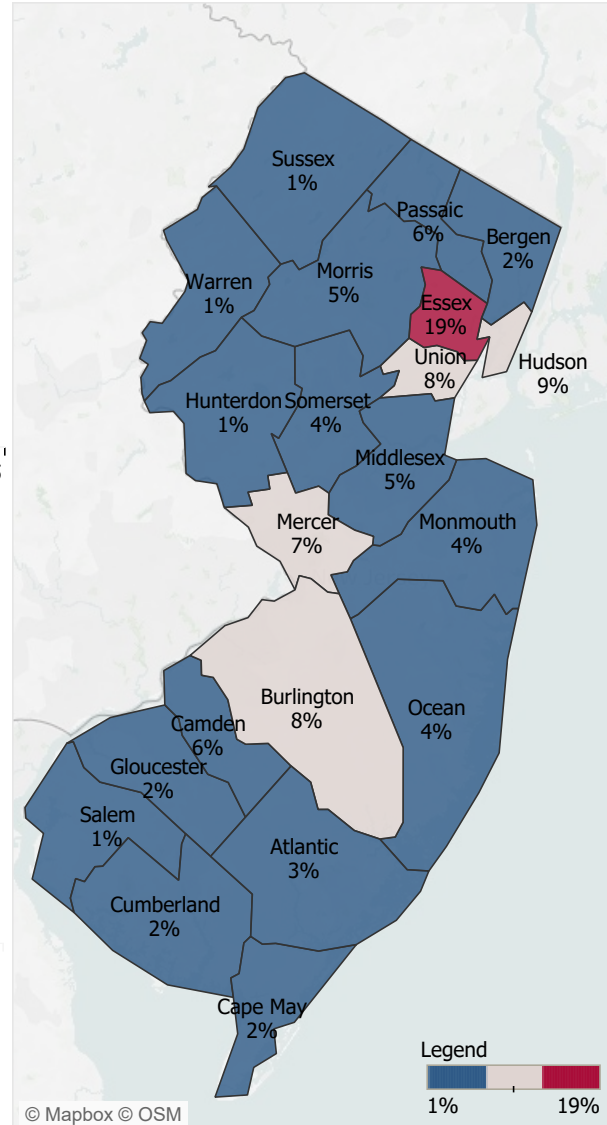 Sussex
1%
Passaic
6%
Bergen
2%
Warren
1%
Morris
5%
Essex
19%
Union
8%
Hudson
9%
Hunterdon
1%
Somerset
4%
Middlesex
5%
Mercer
7%
Monmouth
4%
Burlington
8%
Ocean
4%
Camden
6%
Gloucester
2%
Salem
1%
Atlantic
3%
Cumberland
2%
Cape May
2%
Legend
1% 19%
© Mapbox © OSM